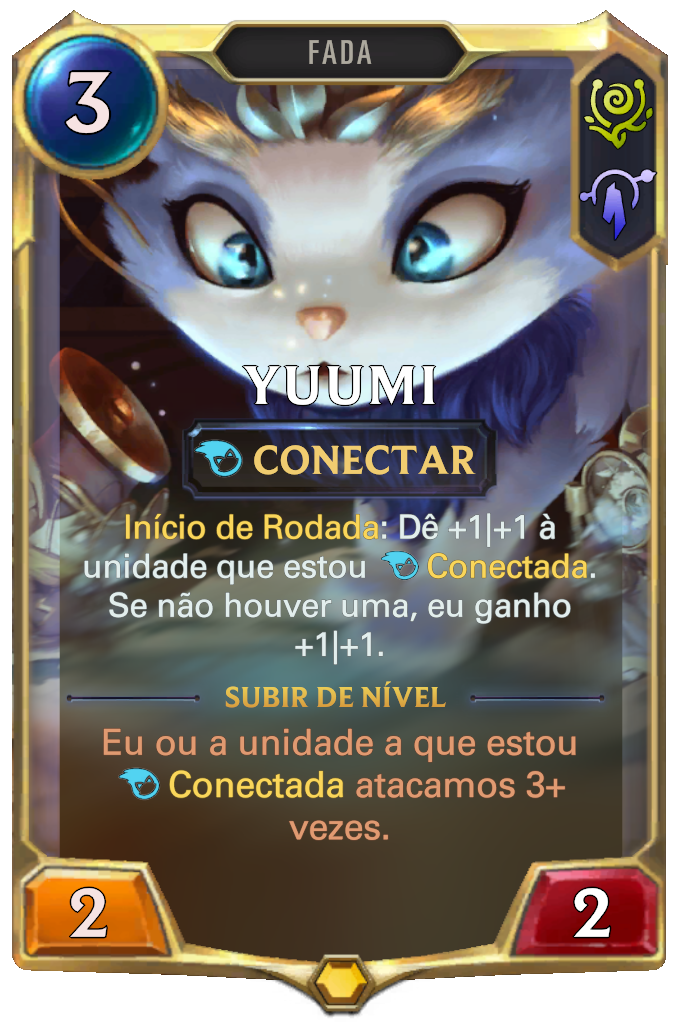 FADA
3
YUUMI
CONECTAR
Início de Rodada: Dê +1|+1 à
unidade que estou Conectada.
Se não houver uma, eu ganho
+1|+1.
SUBIR DE NÍVEL
Eu ou a unidade a que estou
Conectada atacamos 3+
vezes.
2
2